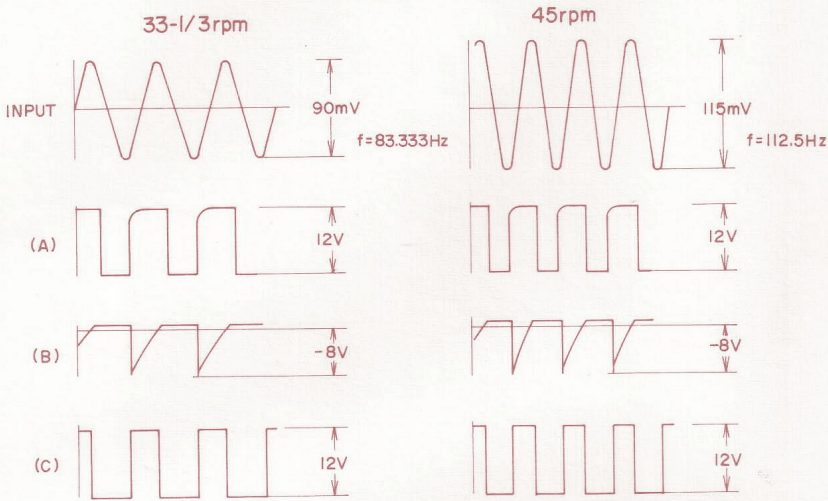 33-1/3rpm
45rpm
INPUT
90mV
f=83.333Hz
115mV
f=112.5Hz
(A)
12V
12V
(B)
-8V
-8V
(C)
12V
12V